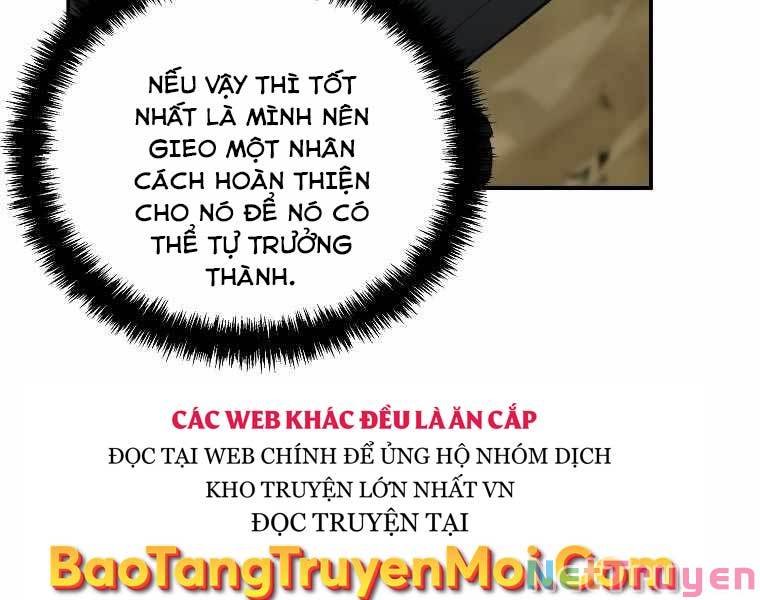 NẾU VẬY THÌ TỐT
NHẤT LÀ MÌNH NÊN
GIEO MỘT NHÂN
CÁCH HOÀN THIỆN
CHO NÓ ĐỂ NÓ CÓ
THỂ TỰ TRƯỞNG
THÀNH.
CÁC WEB KHÁC ĐỀU LÀ ĂN CẮP
ĐỌC TẠI WEB CHÍNH ĐỂ ỦNG HỘ NHÓM DỊCH
KHO TRUYỆN LỚN NHẤT VN
ĐỌC TRUYỆN TẠI
BaoTangTruyenMoi.Com
NetTruyen